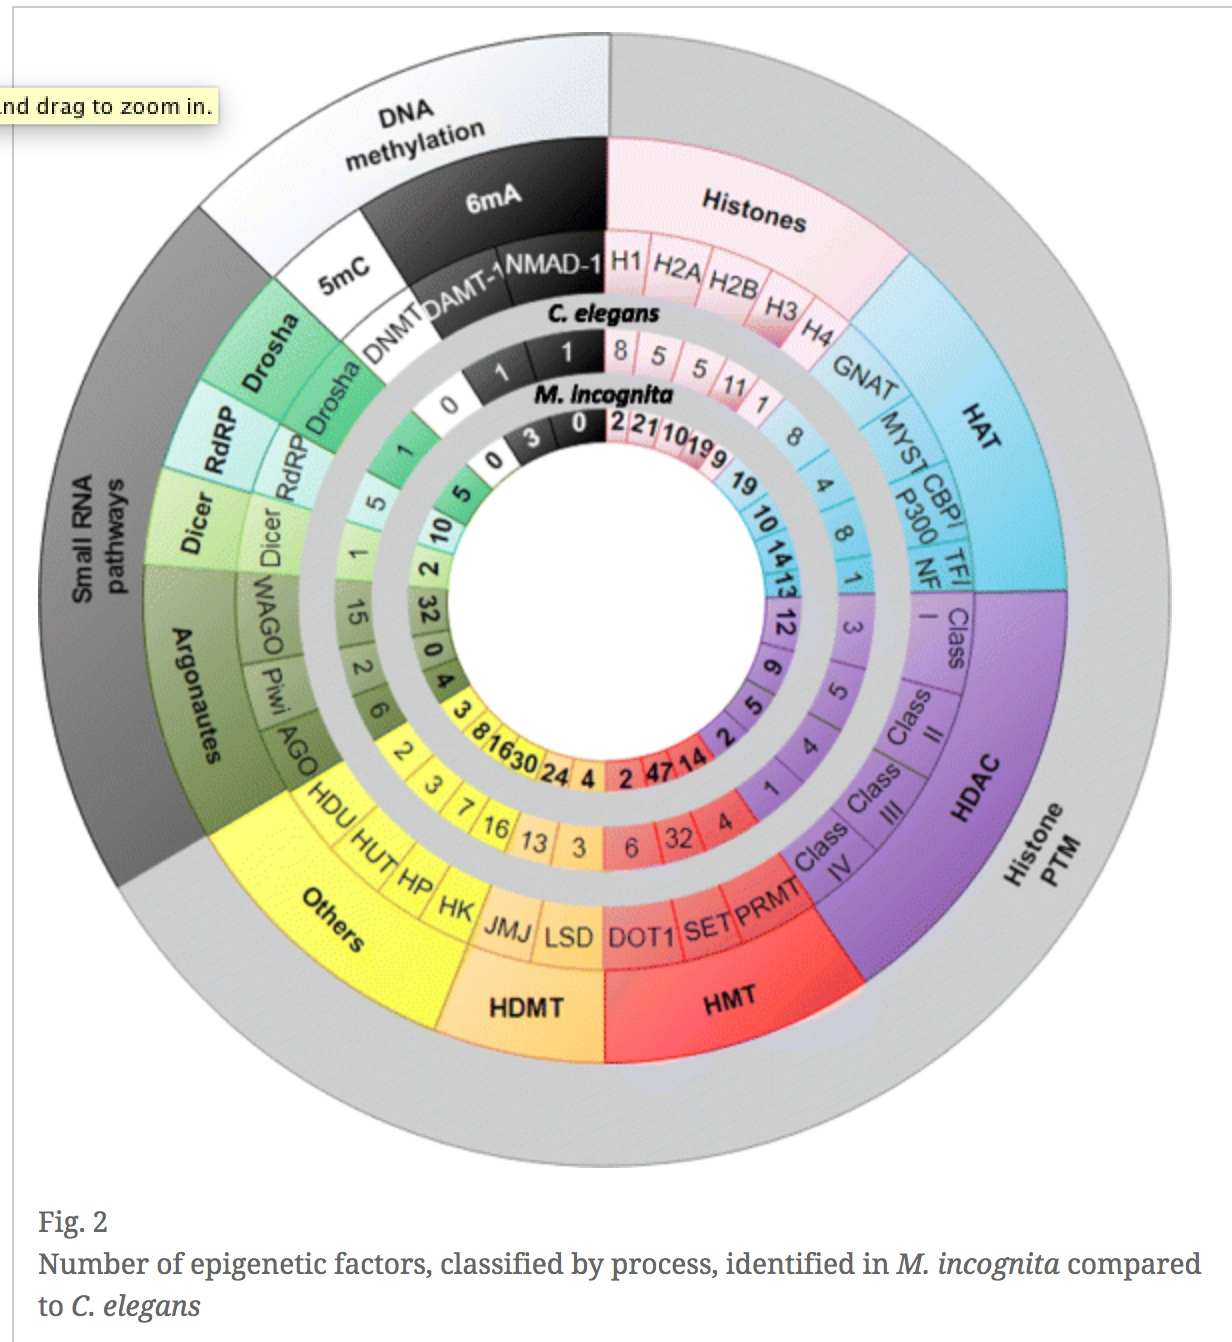 nd drag to zoom in.
DNA
methylation
6mA
5mC
NMAD-1
DAMT-1
DNMT
Histones
H1
H2A
H2B
H3
H4
HAT
GNAT
MYST
CBP/
P300
TF/
NF
HDAC
Class
I
Class
II
Class
III
Class
IV
Histone
PTM
HMT
PRMT
SET
DOT1
HDMT
LSD
JMJ
Others
HK
HP
HUT
HDU
Small RNA
pathways
Argonautes
AGO
Piwi
WAGO
Dicer
Dicer
RdRP
RdRP
Drosha
Drosha
C. elegans
8
5
5
11
1
8
4
8
1
3
5
4
1
4
32
6
3
13
16
7
3
2
6
2
15
1
5
1
0
1
1
M. incognita
2
21
10
19
9
19
10
14
13
12
9
5
2
14
47
2
4
24
30
16
8
3
4
0
32
2
10
5
0
3
0
Fig. 2
Number of epigenetic factors, classified by process, identified in M. incognita compared
to C. elegans